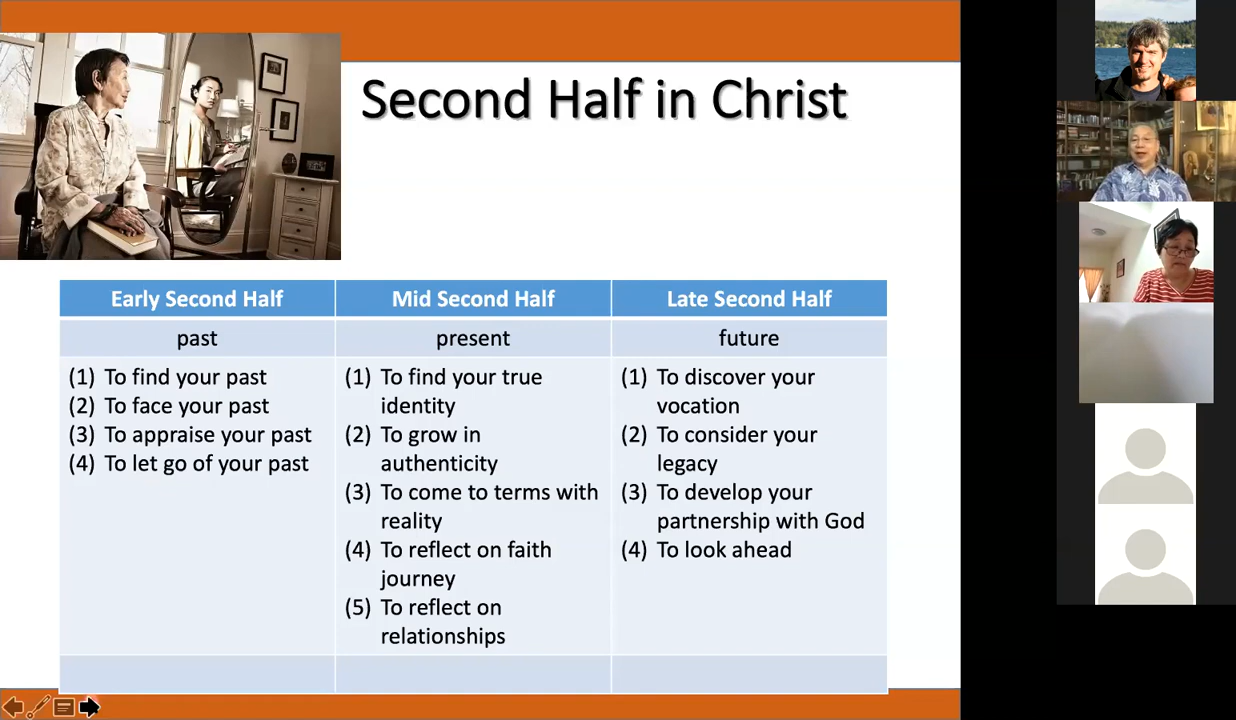 Second Half in Christ
Early Second Half
Mid Second Half
Late Second Half
past
present
future
(1) To find your past
(2) To face your past
(3) To appraise your past
(4) To let go of your past
(1) To find your true
identity
(2) To grow in
authenticity
(3) To come to terms with
reality
(4) To reflect on faith
journey
(5) To reflect on
relationships
(1) To discover your
vocation
(2) To consider your
legacy
(3) To develop your
partnership with God
(4) To look ahead